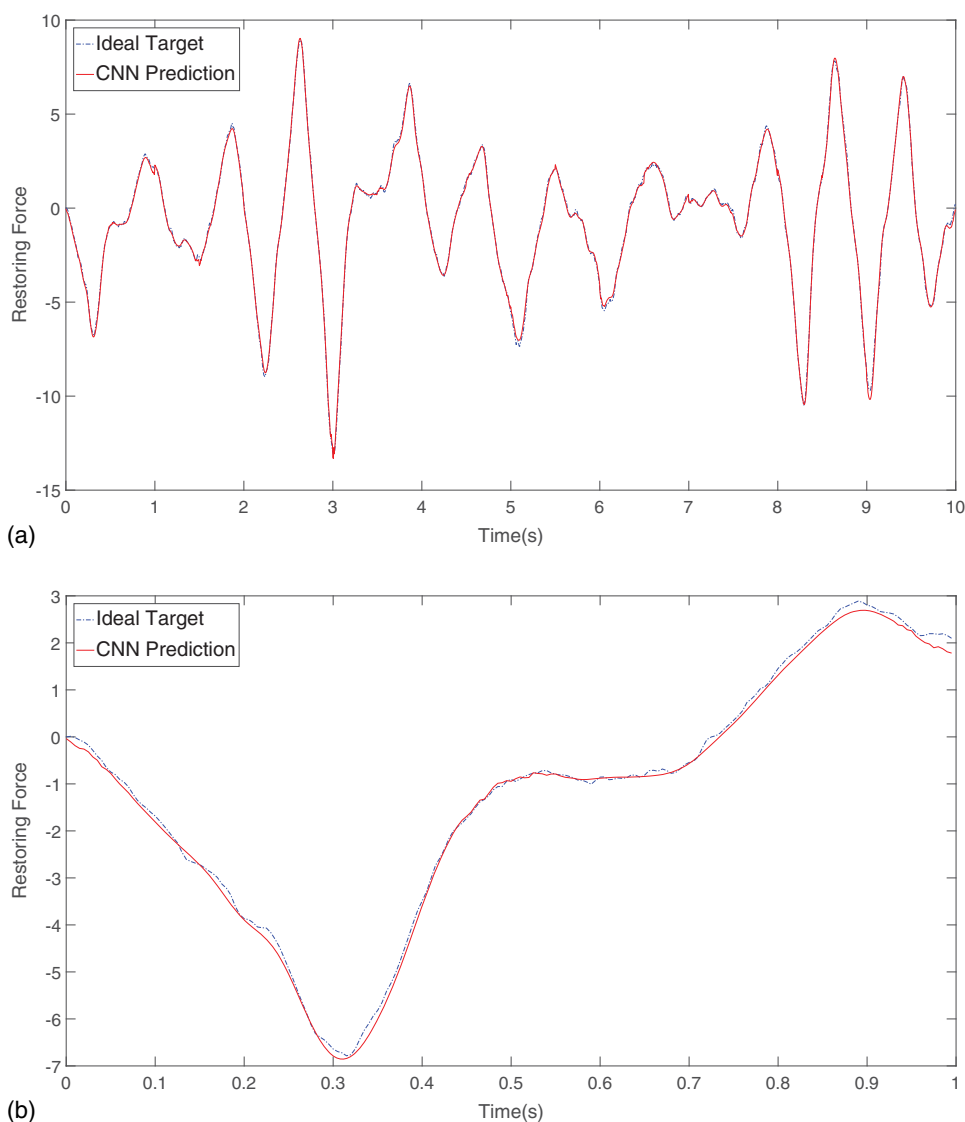 10
5
0
-5
-10
-15
Restoring Force
Ideal Target
CNN Prediction
0 1 2 3 4 5 6 7 8 9 10
Time(s)
(a)
3
2
1
0
-1
-2
-3
-4
-5
-6
-7
Restoring Force
Ideal Target
CNN Prediction
0 0.1 0.2 0.3 0.4 0.5 0.6 0.7 0.8 0.9 1
Time(s)
(b)